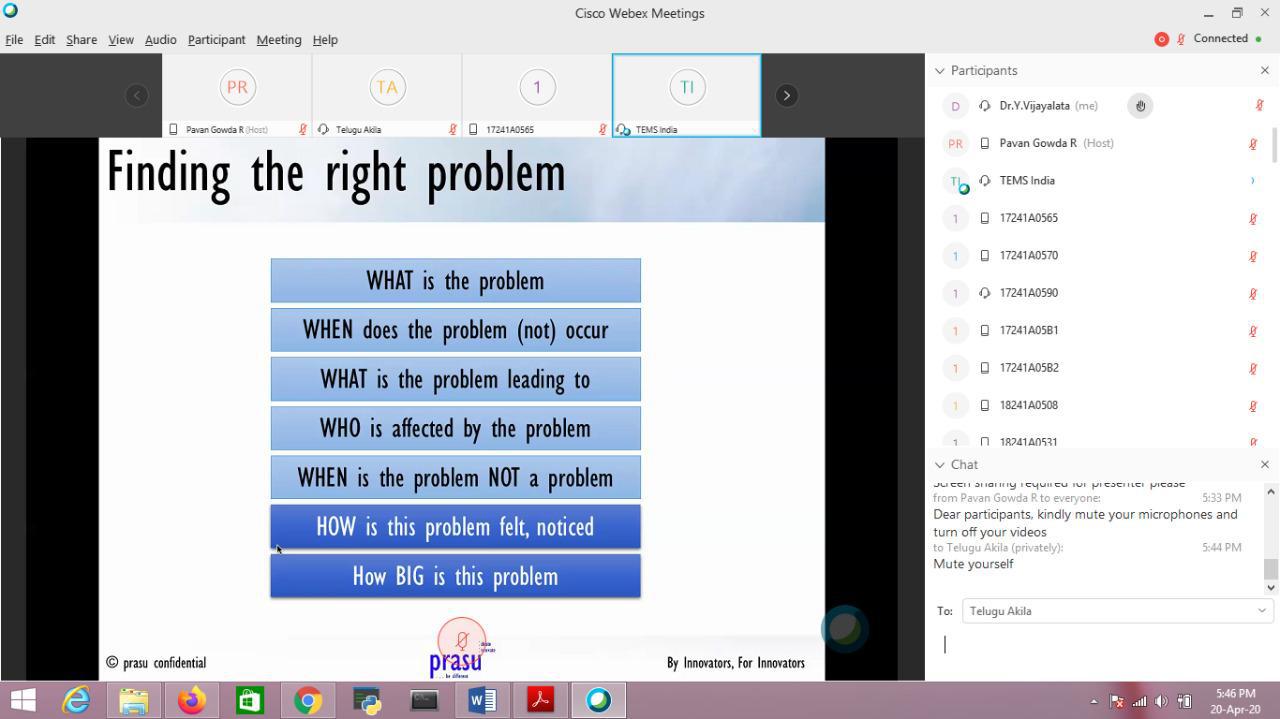 Cisco Webex Meetings
File Edit Share View Audio Participant Meeting Help
Connected
PR
TA
1
TI
Pavan Gowda R (Host)
Telugu Akila
17241A0565
TEMS India
Finding the right problem
WHAT is the problem
WHEN does the problem (not) occur
WHAT is the problem leading to
WHO is affected by the problem
WHEN is the problem NOT a problem
HOW is this problem felt, noticed
How BIG is this problem
© prasu confidential
prasu
... be different
By Innovators, For Innovators
Participants
D Dr.Y.Vijayalata (me)
PR Pavan Gowda R (Host)
TI TEMS India
1 17241A0565
1 17241A0570
1 17241A0590
1 17241A05B1
1 17241A05B2
1 18241A0508
1 18241A0531
Chat
Screen sharing required for presenter please
from Pavan Gowda R to everyone: 5:33 PM
Dear participants, kindly mute your microphones and
turn off your videos
to Telugu Akila (privately): 5:44 PM
Mute yourself
To: Telugu Akila
5:46 PM
20-Apr-20